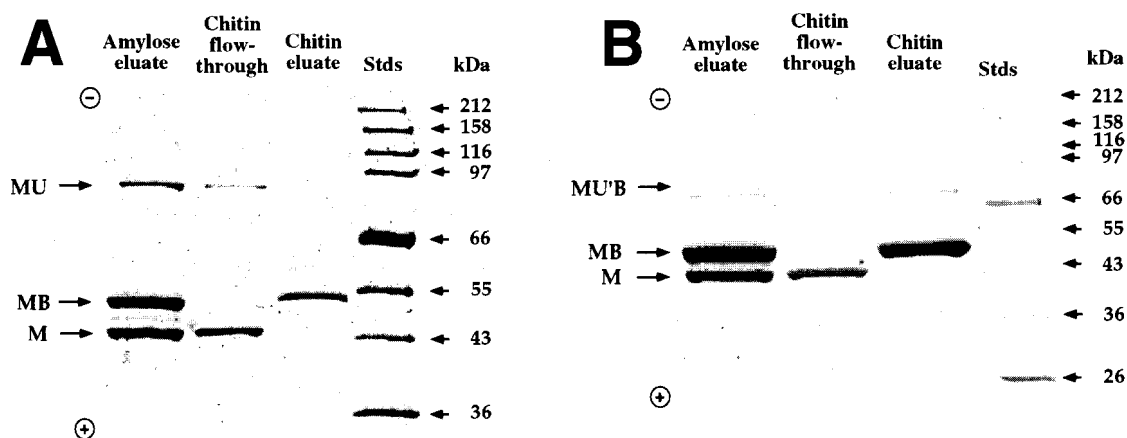 A
Amylose
eluate
Chitin
flow-
through
Chitin
eluate
Stds
kDa
−
212
158
116
97
MU
66
MB
55
M
43
36
+
B
Amylose
eluate
Chitin
flow-
through
Chitin
eluate
Stds
kDa
−
212
158
116
97
MU'B
66
55
MB
43
M
36
26
+